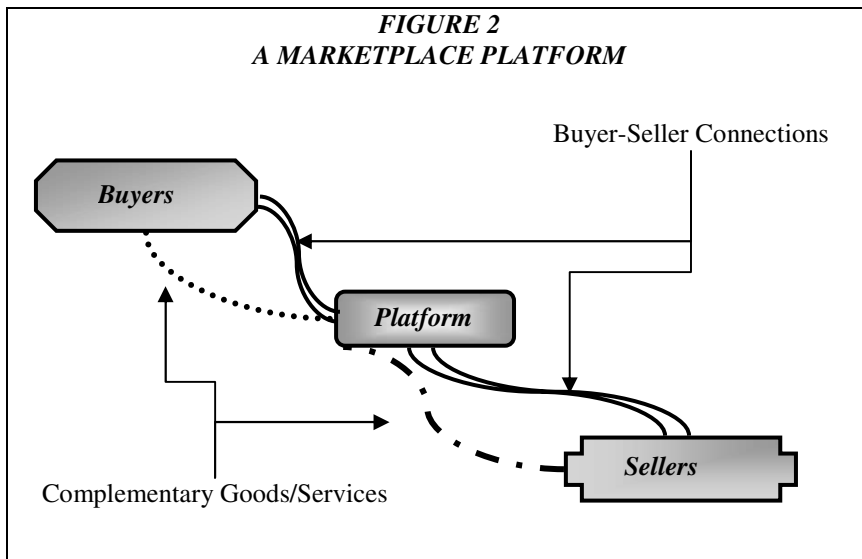 FIGURE 2
A MARKETPLACE PLATFORM
Buyer-Seller Connections
Buyers
Platform
Sellers
Complementary Goods/Services